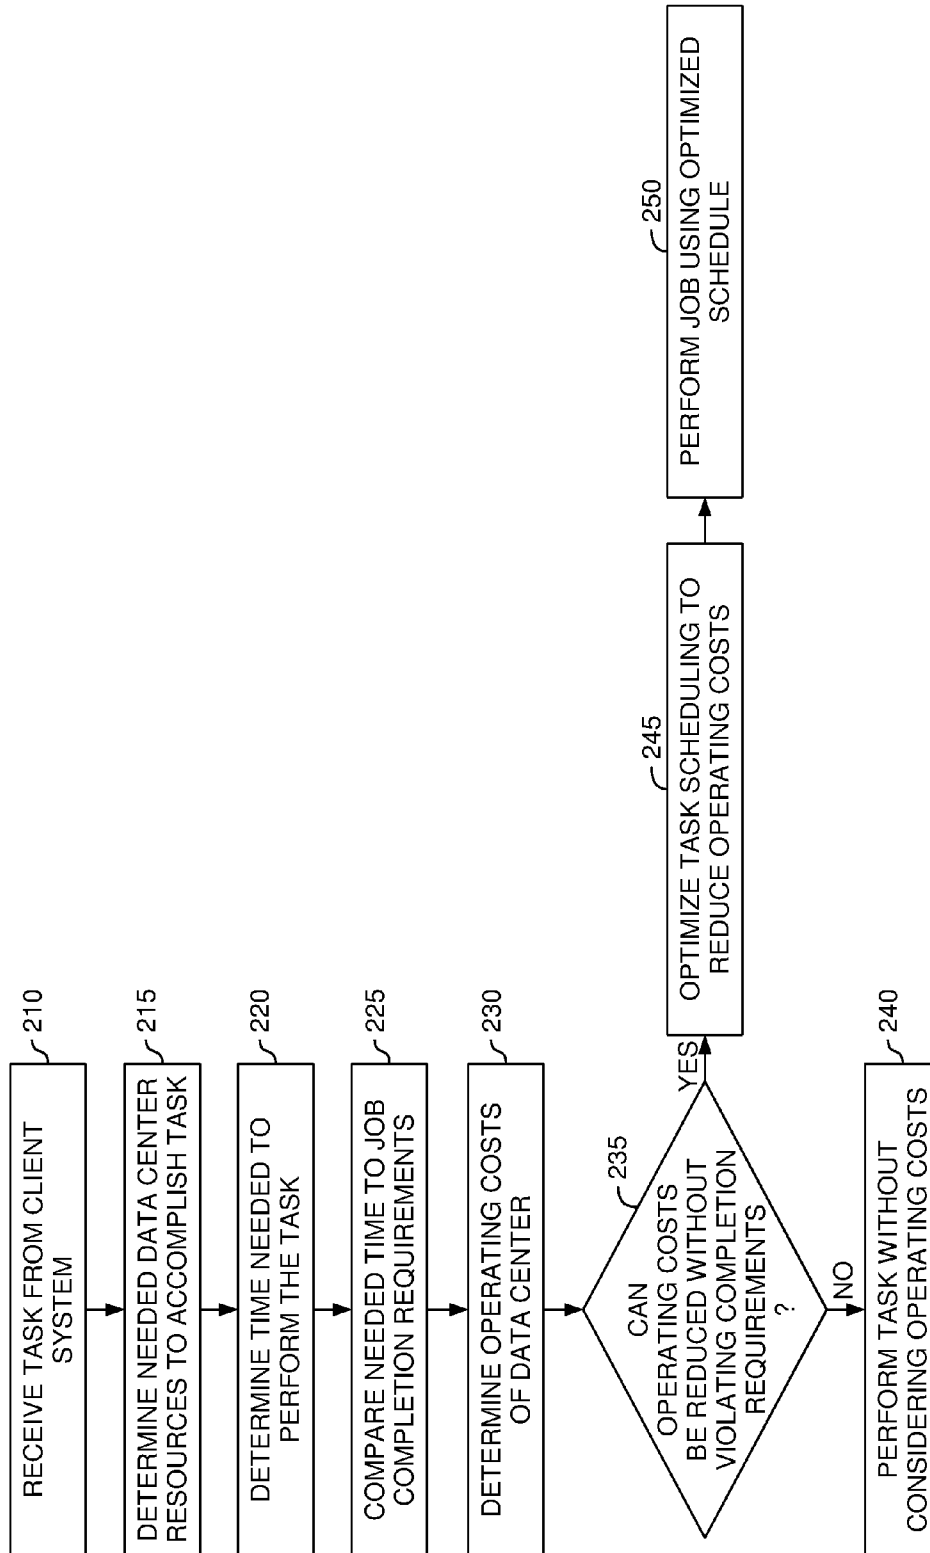 RECEIVE TASK FROM CLIENT
SYSTEM
210
DETERMINE NEEDED DATA CENTER
RESOURCES TO ACCOMPLISH TASK
215
DETERMINE TIME NEEDED TO
PERFORM THE TASK
220
COMPARE NEEDED TIME TO JOB
COMPLETION REQUIREMENTS
225
DETERMINE OPERATING COSTS
OF DATA CENTER
230
CAN
OPERATING COSTS
BE REDUCED WITHOUT
VIOLATING COMPLETION
REQUIREMENTS
?
235
YES
OPTIMIZE TASK SCHEDULING TO
REDUCE OPERATING COSTS
245
PERFORM JOB USING OPTIMIZED
SCHEDULE
250
NO
PERFORM TASK WITHOUT
CONSIDERING OPERATING COSTS
240